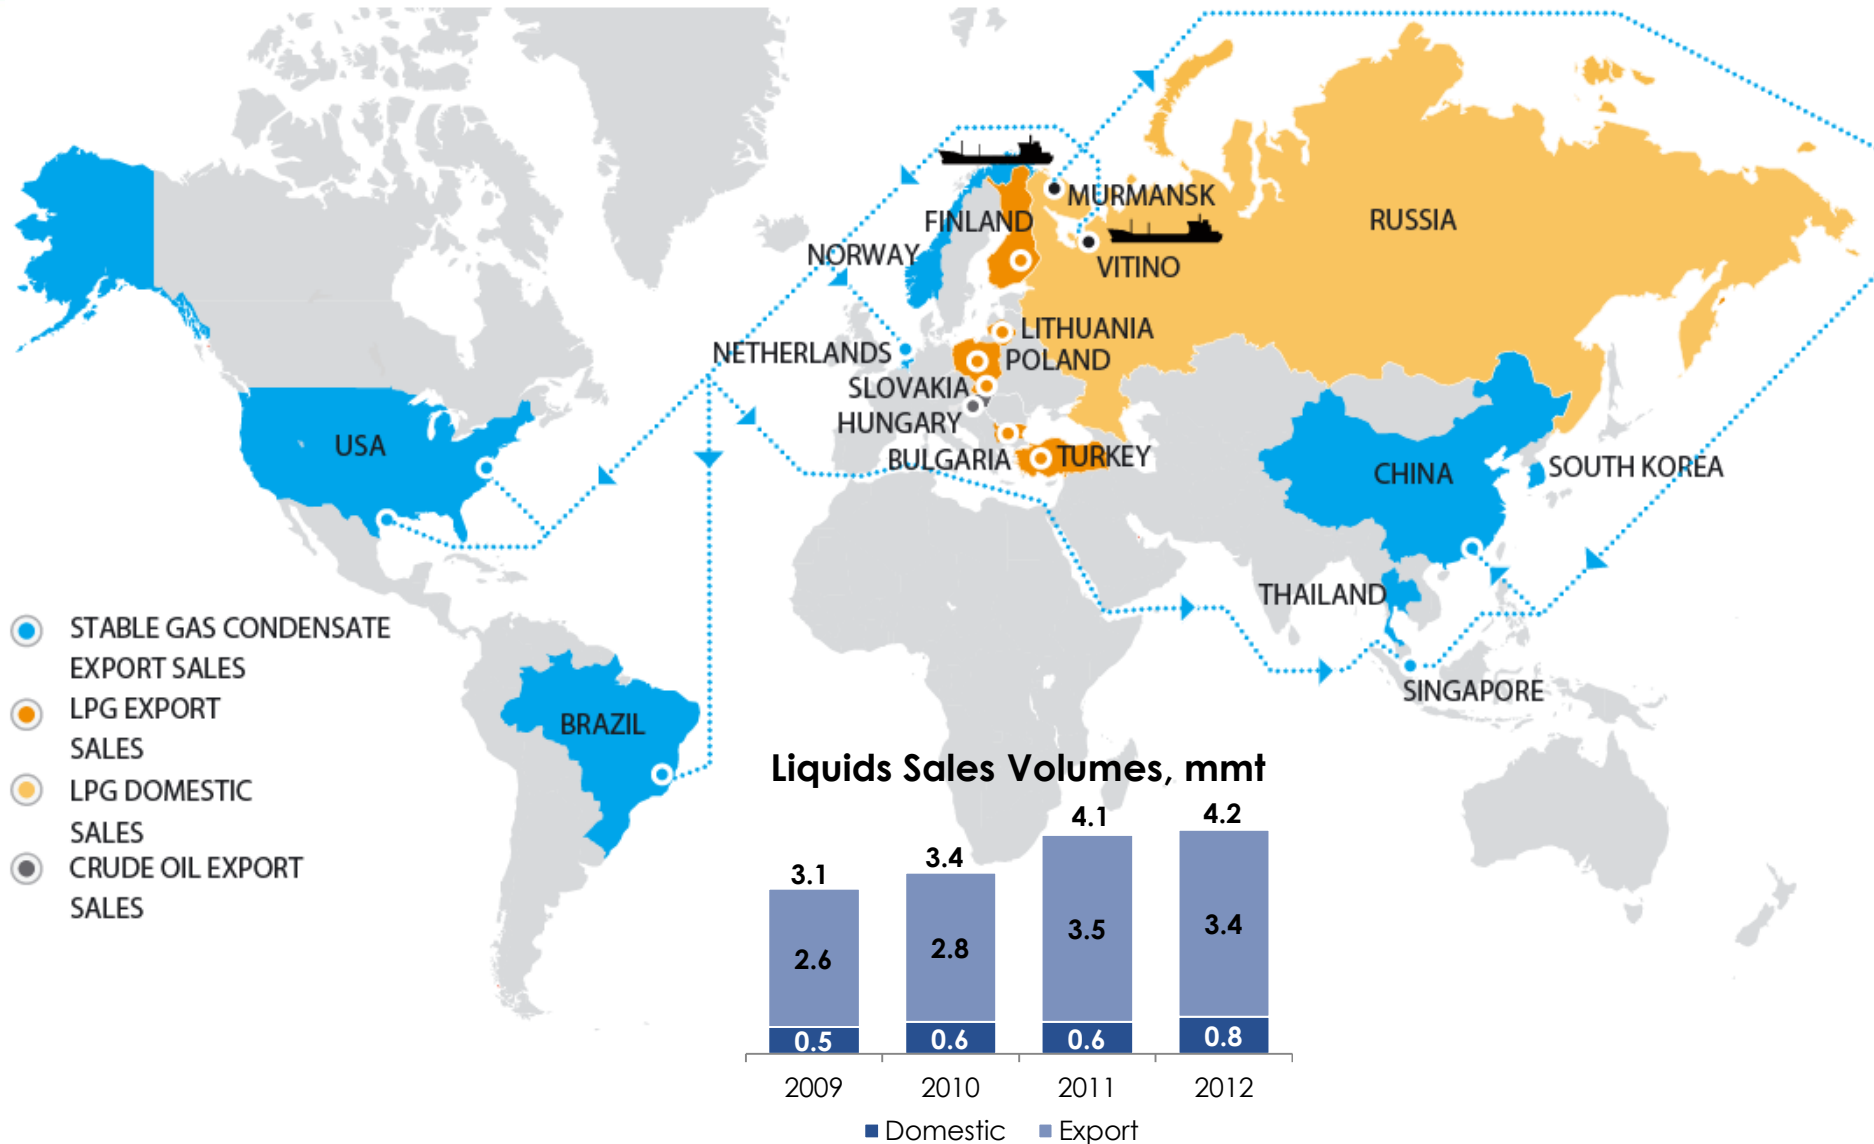 MURMANSK
FINLAND
RUSSIA
NORWAY
VITINO
LITHUANIA
NETHERLANDS
POLAND
SLOVAKIA
HUNGARY
BULGARIA
TURKEY
USA
CHINA
SOUTH KOREA
THAILAND
SINGAPORE
BRAZIL
STABLE GAS CONDENSATE
EXPORT SALES
LPG EXPORT
SALES
LPG DOMESTIC
SALES
CRUDE OIL EXPORT
SALES
Liquids Sales Volumes, mmt
3.1
3.4
4.1
4.2
2.6
2.8
3.5
3.4
0.5
0.6
0.6
0.8
2009
2010
2011
2012
Domestic
Export